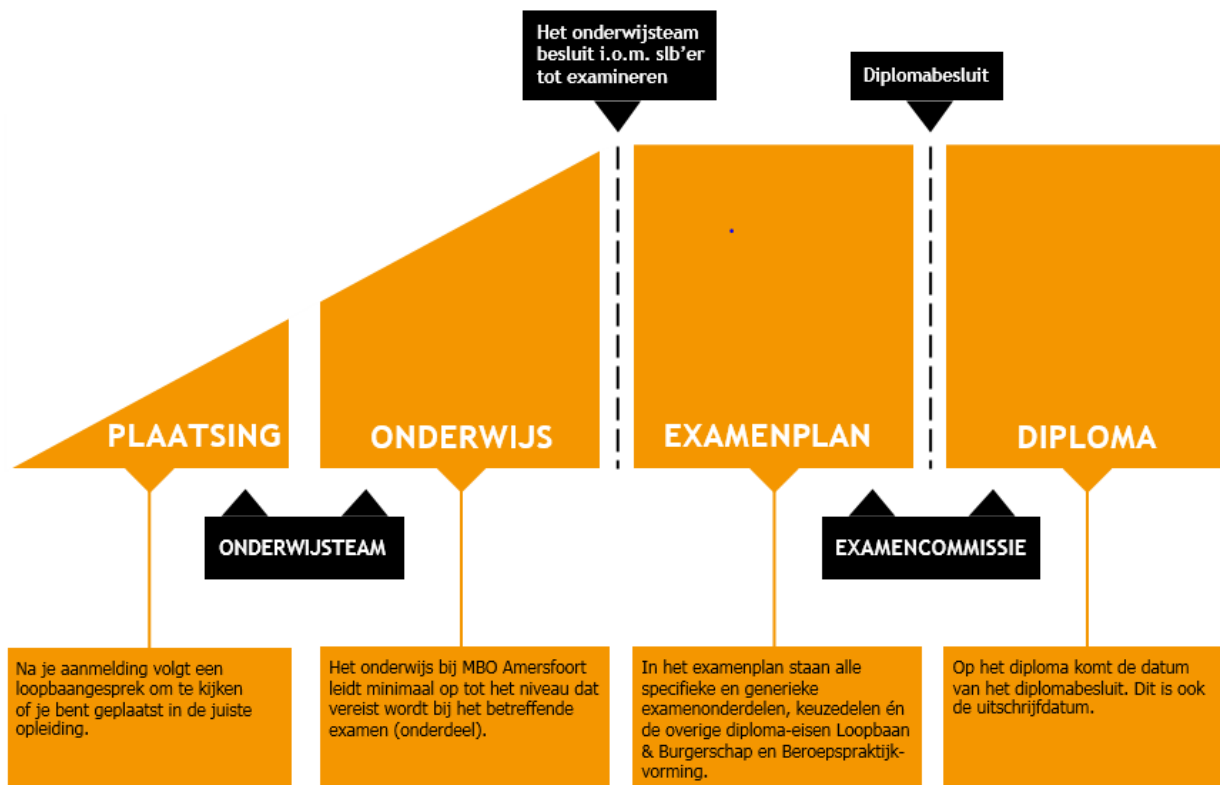 Het onderwijsteam
besluit i.o.m. slb'er
tot examineren
Diplomabesluit
PLAATSING
ONDERWIJS
EXAMENPLAN
DIPLOMA
ONDERWIJSTEAM
EXAMENCOMMISSIE
Na je aanmelding volgt een
loopbaangesprek om te kijken
of je bent geplaatst in de juiste
opleiding.
Het onderwijs bij MBO Amersfoort
leidt minimaal op tot het niveau dat
vereist wordt bij het betreffende
examen (onderdeel).
In het examenplan staan alle
specifieke en generieke
examenonderdelen, keuzedelen én
de overige diploma-eisen Loopbaan
& Burgerschap en Beroepspraktijk-
vorming.
Op het diploma komt de datum
van het diplomabesluit. Dit is ook
de uitschrijfdatum.